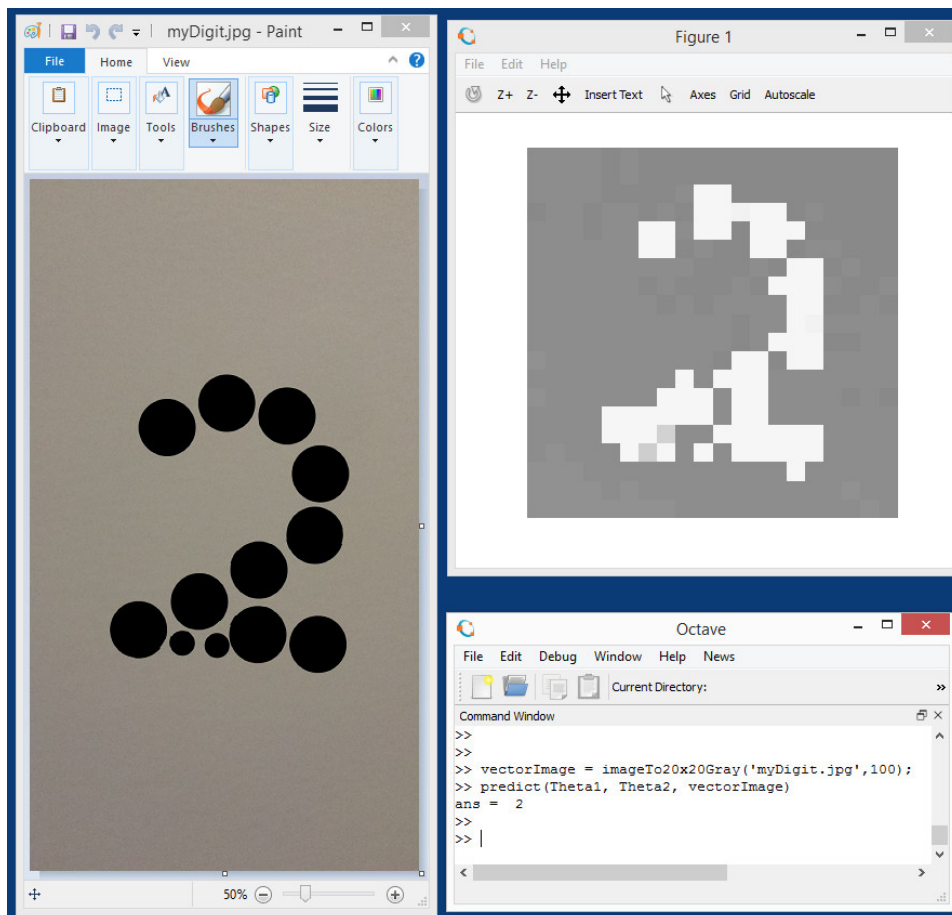 myDigit.jpg - Paint
File Home View
Clipboard Image Tools Brushes Shapes Size Colors
50%
Figure 1
File Edit Help
Z+ Z- Insert Text Axes Grid Autoscale
Octave
File Edit Debug Window Help News
Current Directory:
Command Window
>>
>>
>> vectorImage = imageTo20x20Gray('myDigit.jpg',100);
>> predict(Theta1, Theta2, vectorImage)
ans = 2
>>
>>